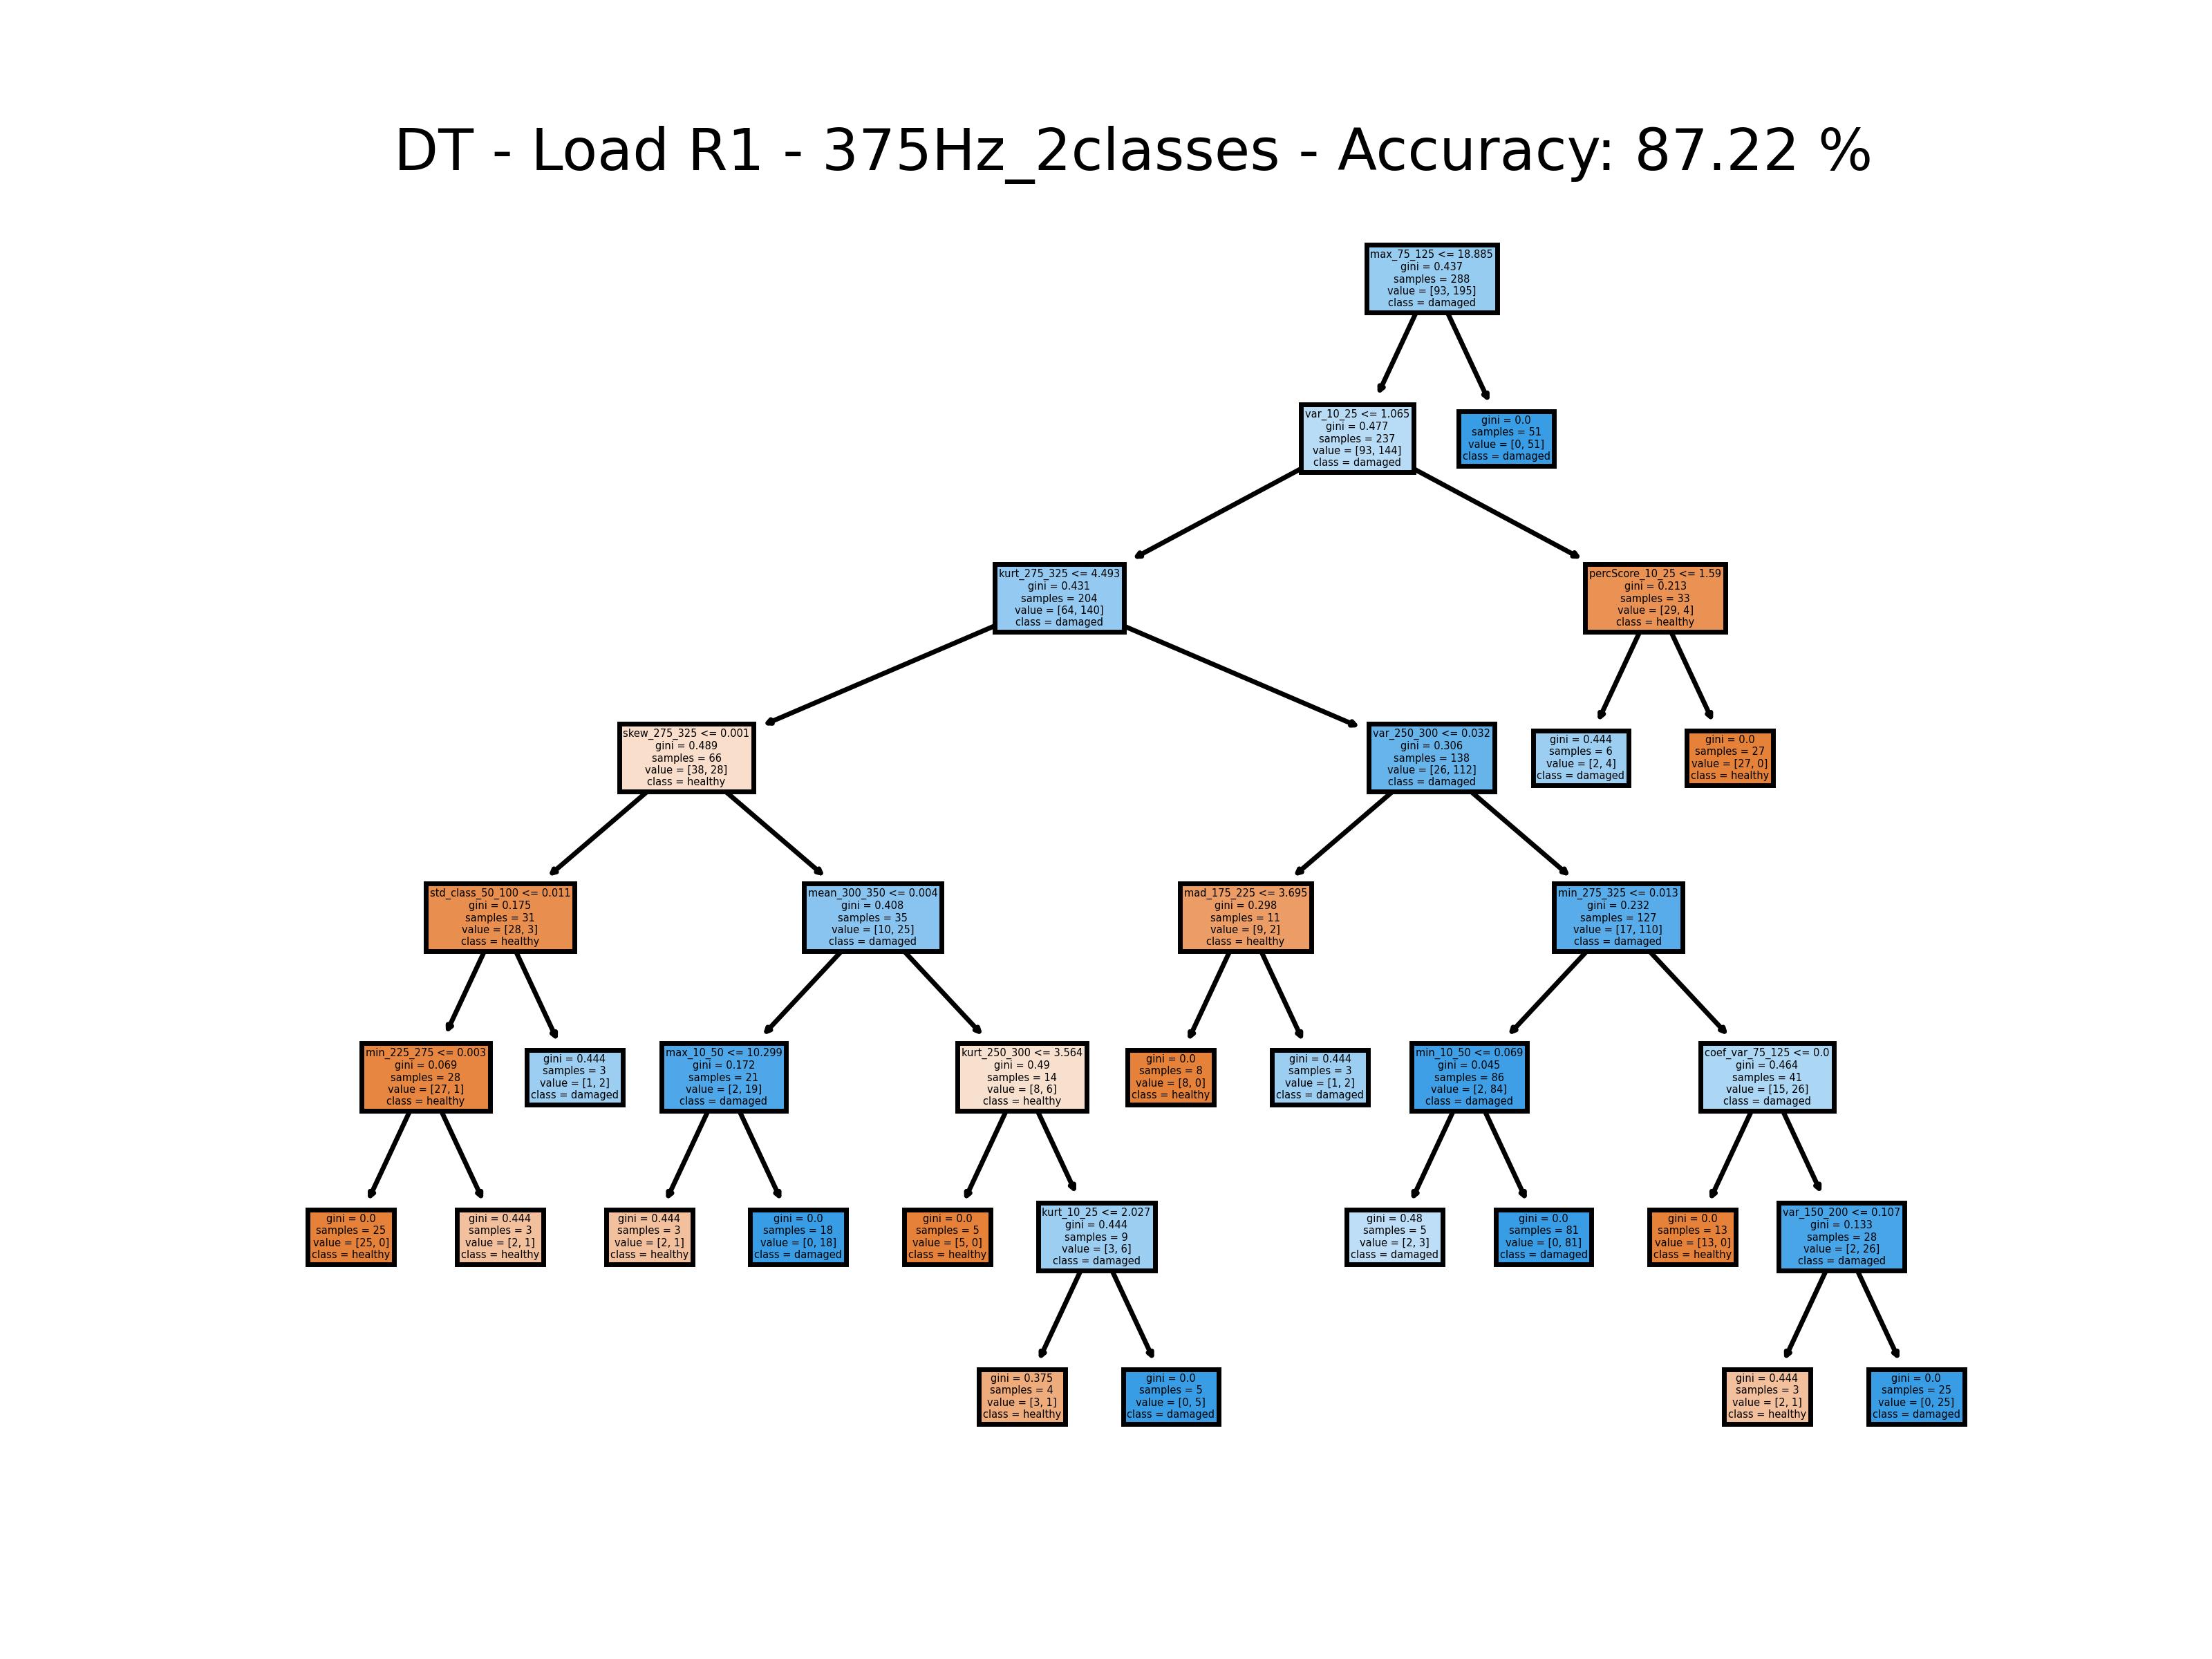 DT - Load R1 - 375Hz_2classes - Accuracy: 87.22 %
max_75_125 <= 18.885
gini = 0.437
samples = 288
value = [93, 195]
class = damaged
var_10_25 <= 1.065
gini = 0.477
samples = 237
value = [93, 144]
class = damaged
gini = 0.0
samples = 51
value = [0, 51]
class = damaged
kurt_275_325 <= 4.493
gini = 0.431
samples = 204
value = [64, 140]
class = damaged
percScore_10_25 <= 1.59
gini = 0.213
samples = 33
value = [29, 4]
class = healthy
skew_275_325 <= 0.001
gini = 0.489
samples = 66
value = [38, 28]
class = healthy
var_250_300 <= 0.032
gini = 0.306
samples = 138
value = [26, 112]
class = damaged
gini = 0.444
samples = 6
value = [2, 4]
class = damaged
gini = 0.0
samples = 27
value = [27, 0]
class = healthy
std_class_50_100 <= 0.011
gini = 0.175
samples = 31
value = [28, 3]
class = healthy
mean_300_350 <= 0.004
gini = 0.408
samples = 35
value = [10, 25]
class = damaged
mad_175_225 <= 3.695
gini = 0.298
samples = 11
value = [9, 2]
class = healthy
min_275_325 <= 0.013
gini = 0.232
samples = 127
value = [17, 110]
class = damaged
min_225_275 <= 0.003
gini = 0.069
samples = 28
value = [27, 1]
class = healthy
gini = 0.444
samples = 3
value = [1, 2]
class = damaged
max_10_50 <= 10.299
gini = 0.172
samples = 21
value = [2, 19]
class = damaged
kurt_250_300 <= 3.564
gini = 0.49
samples = 14
value = [8, 6]
class = healthy
gini = 0.0
samples = 8
value = [8, 0]
class = healthy
gini = 0.444
samples = 3
value = [1, 2]
class = damaged
min_10_50 <= 0.069
gini = 0.045
samples = 86
value = [2, 84]
class = damaged
coef_var_75_125 <= 0.0
gini = 0.464
samples = 41
value = [15, 26]
class = damaged
gini = 0.0
samples = 25
value = [25, 0]
class = healthy
gini = 0.444
samples = 3
value = [2, 1]
class = healthy
gini = 0.444
samples = 3
value = [2, 1]
class = healthy
gini = 0.0
samples = 18
value = [0, 18]
class = damaged
gini = 0.0
samples = 5
value = [5, 0]
class = healthy
kurt_10_25 <= 2.027
gini = 0.444
samples = 9
value = [3, 6]
class = damaged
gini = 0.48
samples = 5
value = [2, 3]
class = damaged
gini = 0.0
samples = 81
value = [0, 81]
class = damaged
gini = 0.0
samples = 13
value = [13, 0]
class = healthy
var_150_200 <= 0.107
gini = 0.133
samples = 28
value = [2, 26]
class = damaged
gini = 0.375
samples = 4
value = [3, 1]
class = healthy
gini = 0.0
samples = 5
value = [0, 5]
class = damaged
gini = 0.444
samples = 3
value = [2, 1]
class = healthy
gini = 0.0
samples = 25
value = [0, 25]
class = damaged